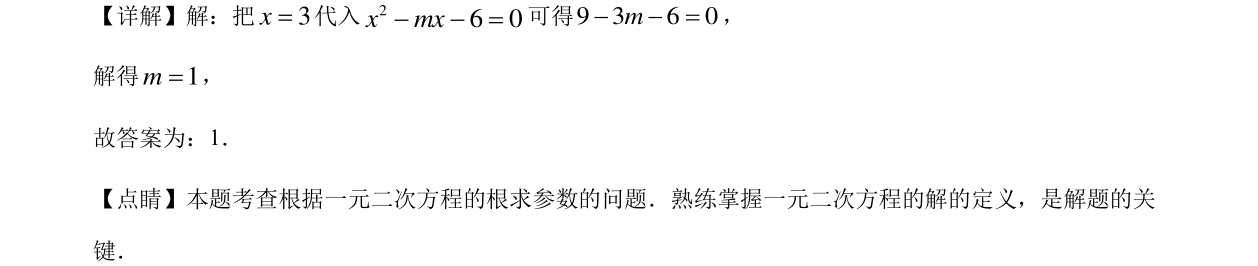 【详解】解：把 x = 3 代入 x² − mx − 6 = 0 可得 9 − 3m − 6 = 0，
解得 m = 1，
故答案为：1．
【点睛】本题考查根据一元二次方程的根求参数的问题．熟练掌握一元二次方程的解的定义，是解题的关
键．